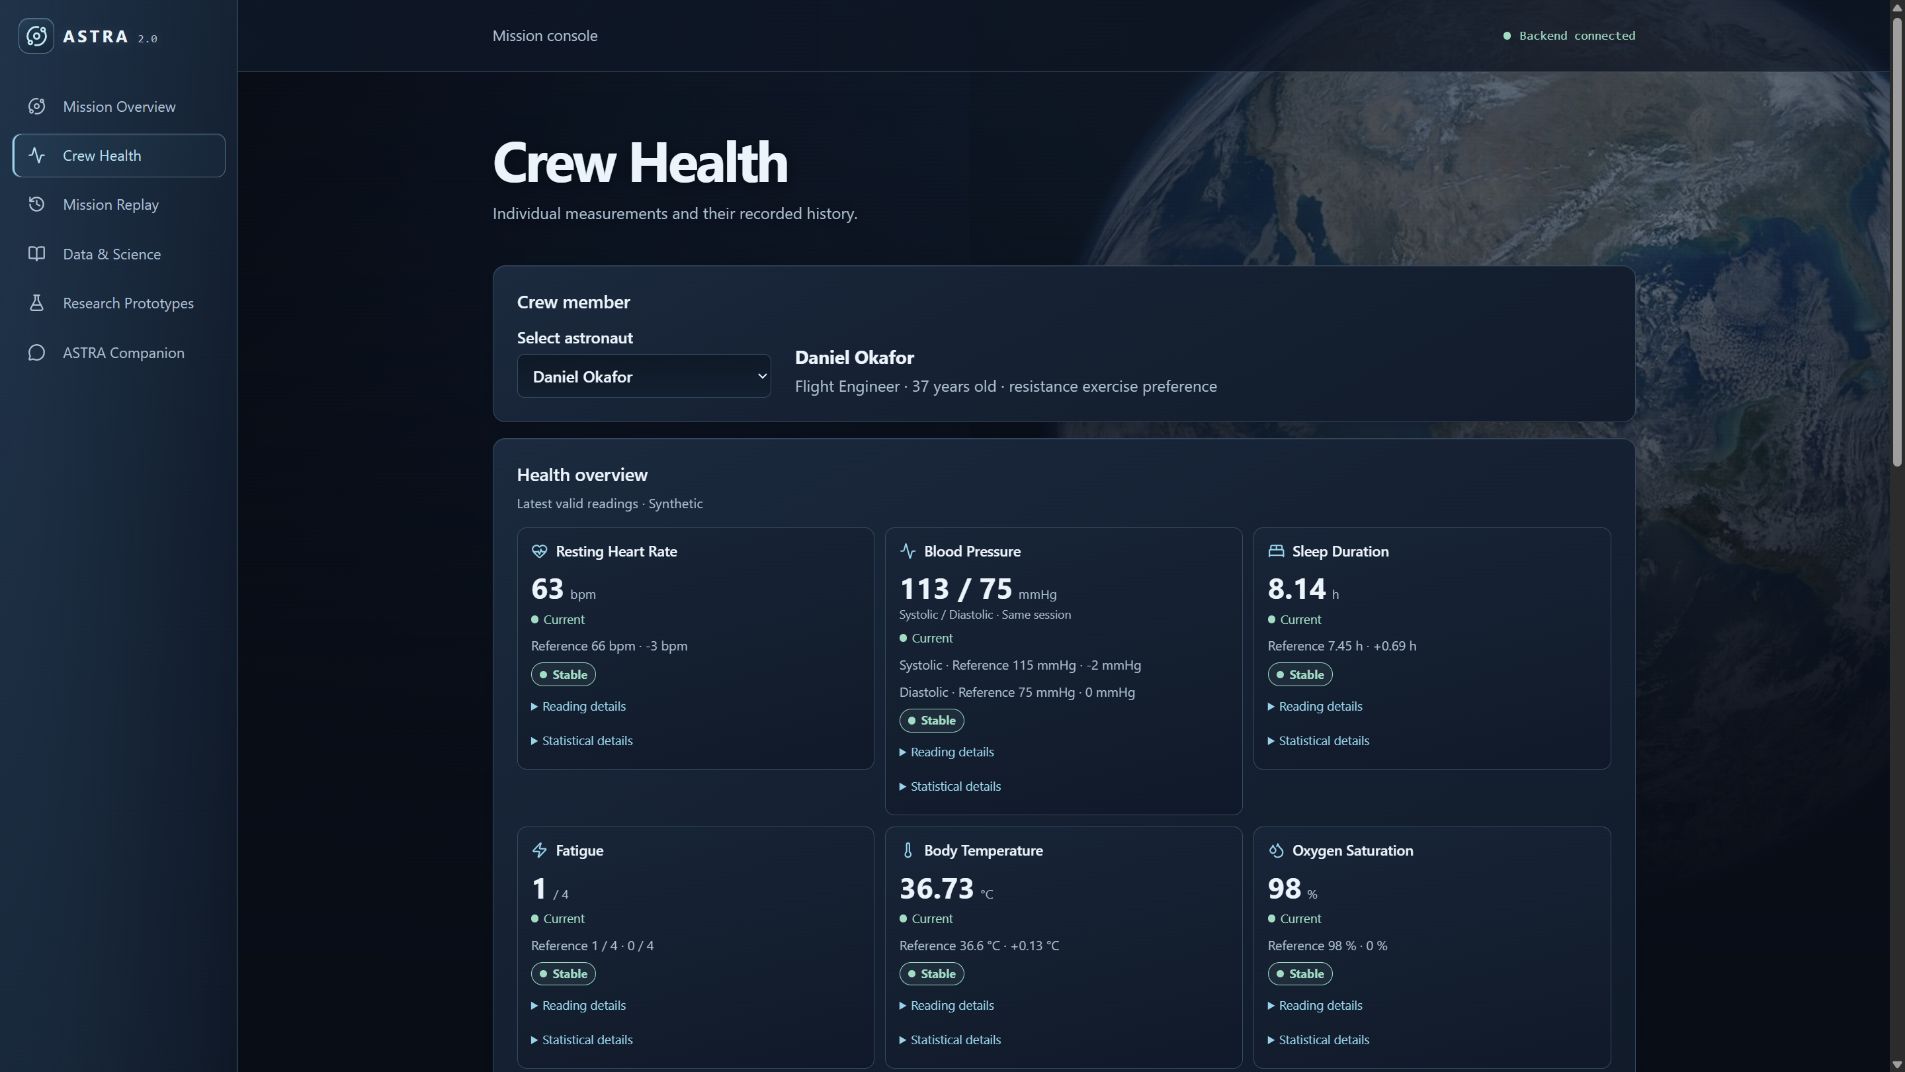 ASTRA 2.0
Mission Overview
Crew Health
Mission Replay
Data & Science
Research Prototypes
ASTRA Companion
Mission console
Backend connected
Crew Health
Individual measurements and their recorded history.
Crew member
Select astronaut
Daniel Okafor
Daniel Okafor
Flight Engineer · 37 years old · resistance exercise preference
Health overview
Latest valid readings · Synthetic
Resting Heart Rate
63 bpm
Current
Reference 66 bpm · -3 bpm
Stable
Reading details
Statistical details
Blood Pressure
113 / 75 mmHg
Systolic / Diastolic · Same session
Current
Systolic · Reference 115 mmHg · -2 mmHg
Diastolic · Reference 75 mmHg · 0 mmHg
Stable
Reading details
Statistical details
Sleep Duration
8.14 h
Current
Reference 7.45 h · +0.69 h
Stable
Reading details
Statistical details
Fatigue
1 / 4
Current
Reference 1 / 4 · 0 / 4
Stable
Reading details
Statistical details
Body Temperature
36.73 °C
Current
Reference 36.6 °C · +0.13 °C
Stable
Reading details
Statistical details
Oxygen Saturation
98 %
Current
Reference 98 % · 0 %
Stable
Reading details
Statistical details